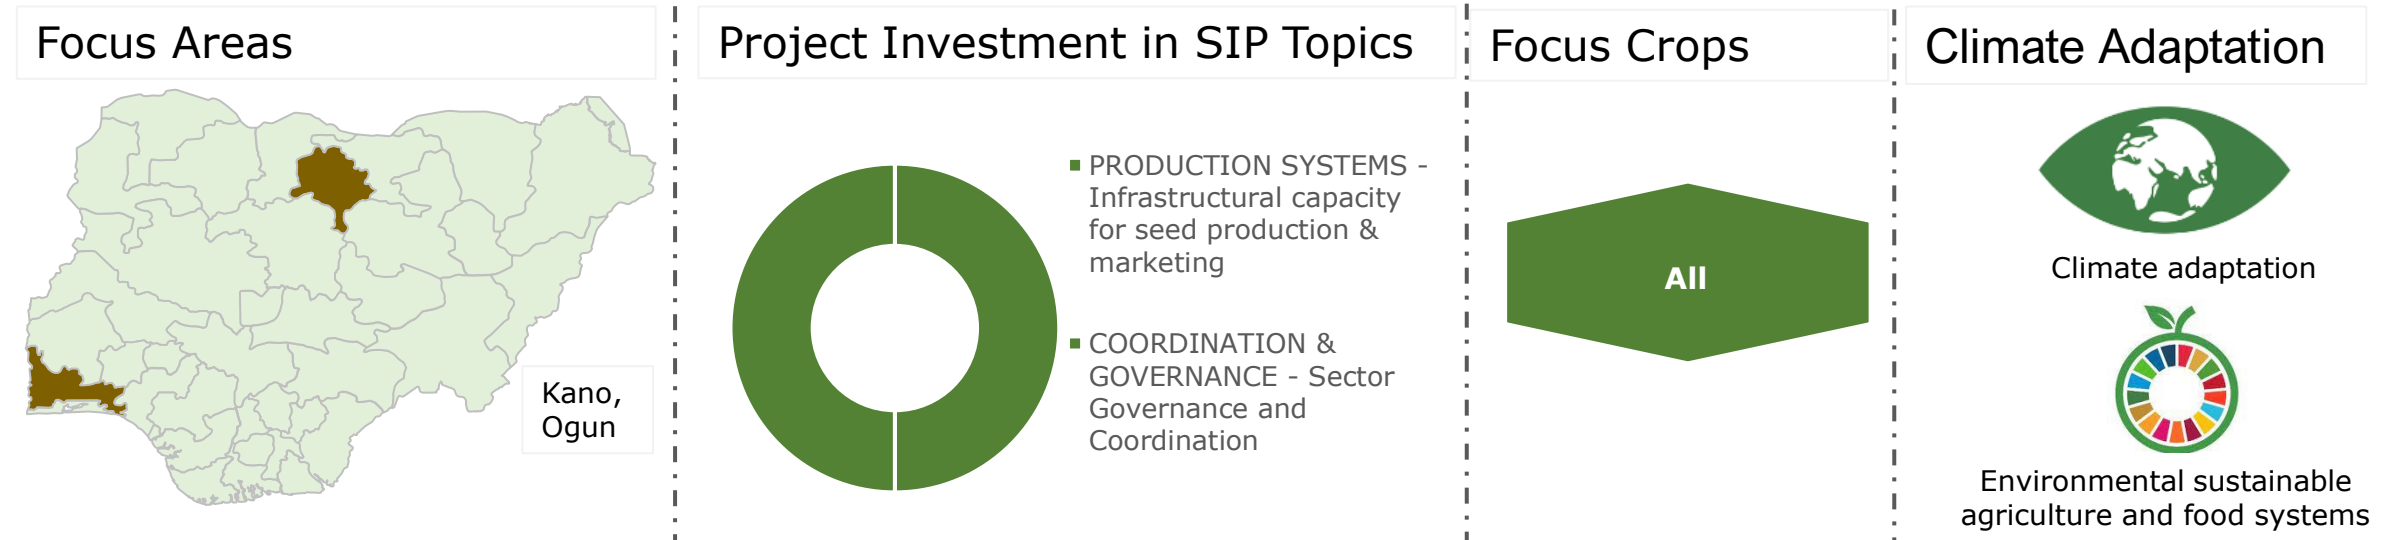 Focus Areas
Kano,
Ogun
Project Investment in SIP Topics
PRODUCTION SYSTEMS -
Infrastructural capacity
for seed production &
marketing
COORDINATION &
GOVERNANCE - Sector
Governance and
Coordination
Focus Crops
All
Climate Adaptation
Climate adaptation
Environmental sustainable
agriculture and food systems